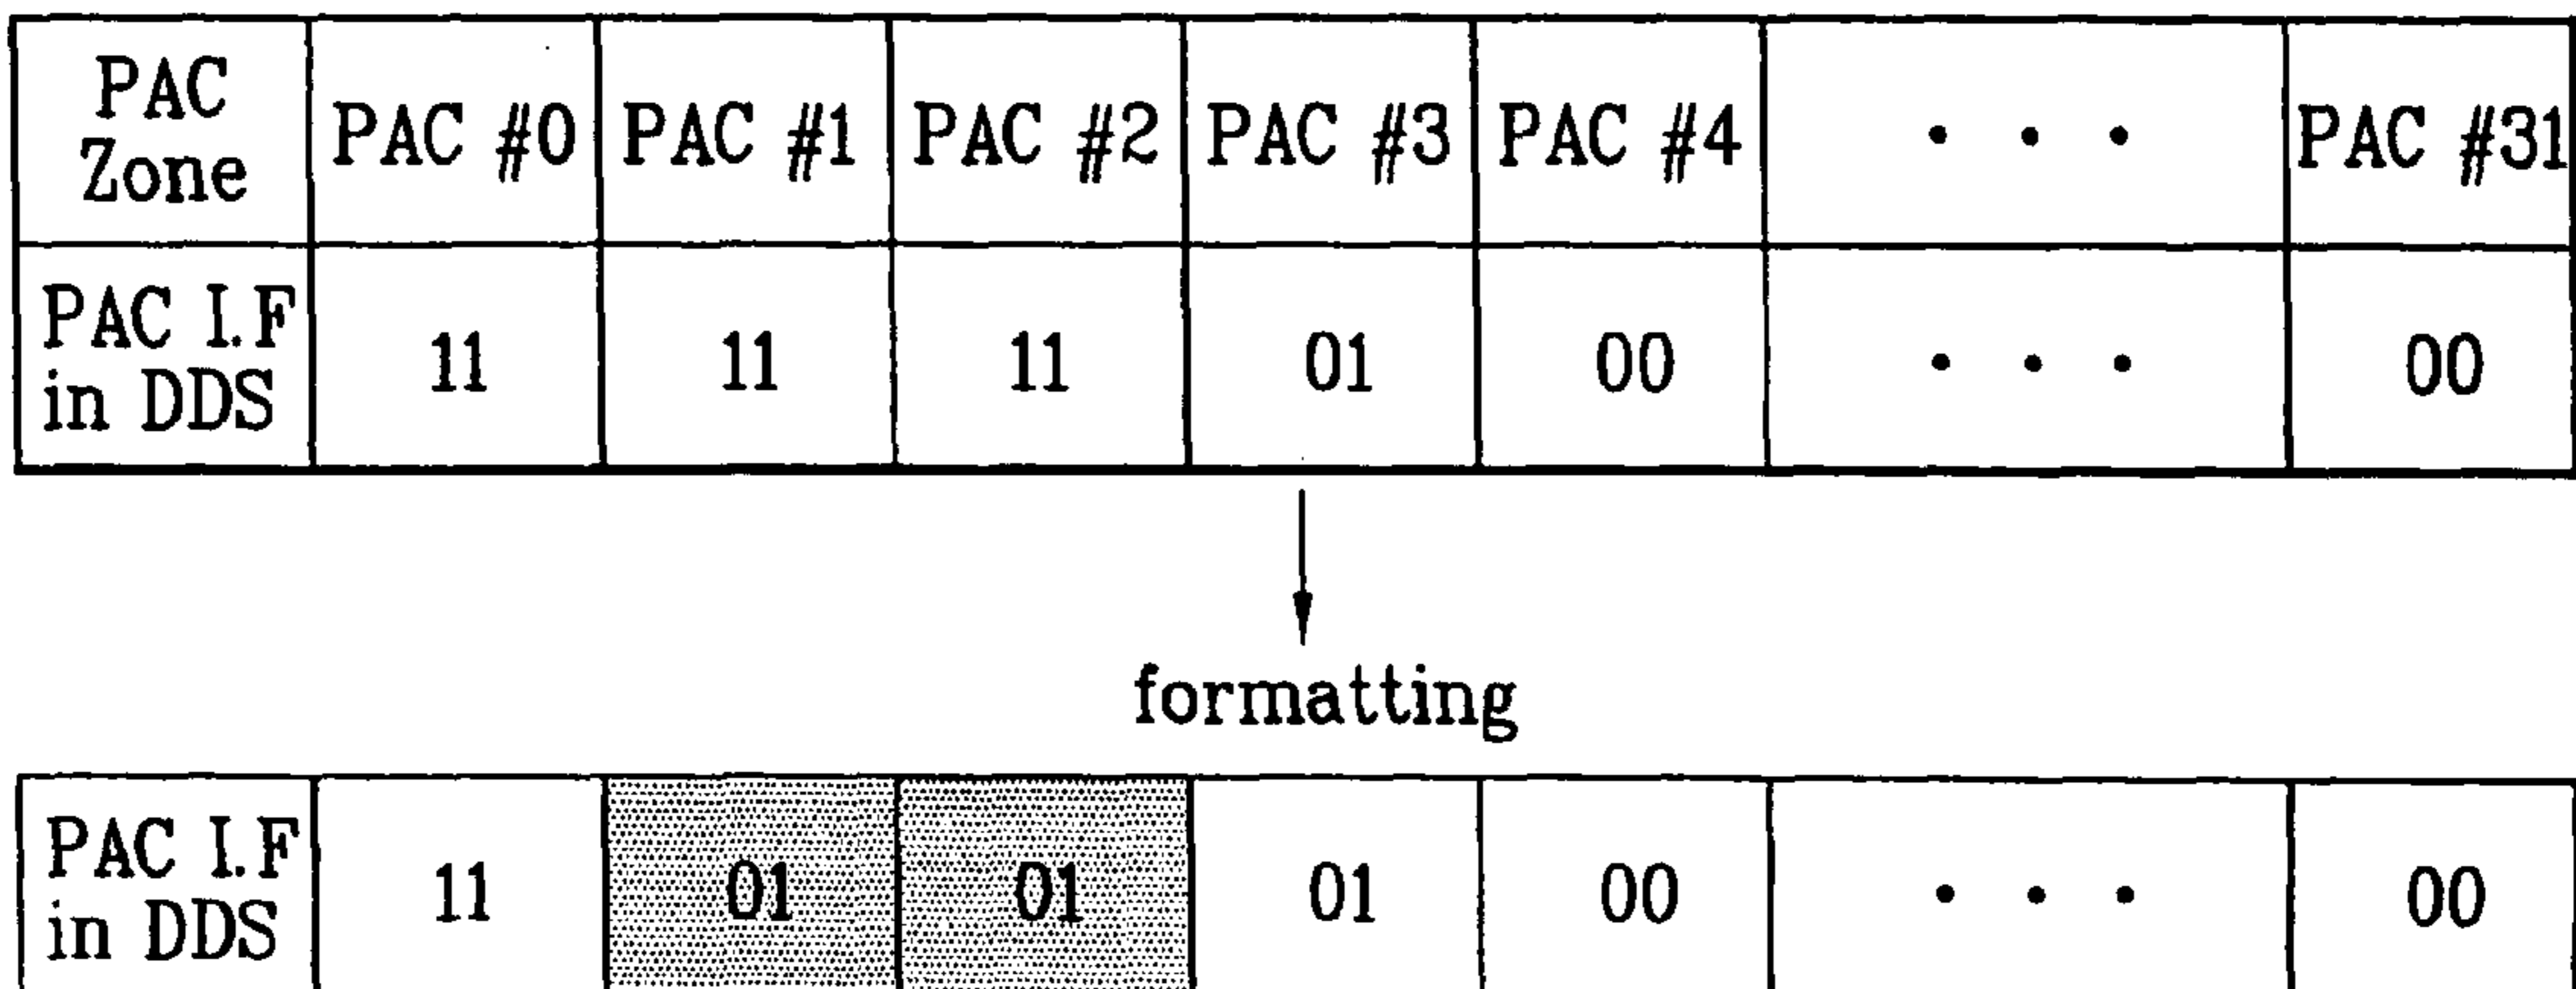 PAC Zone PAC #0 PAC #1 PAC #2 PAC #3 PAC #4 • • • PAC #31
PAC I.F in DDS 11 11 11 01 00 • • • 00
formatting
PAC I.F in DDS 11 01 01 01 00 • • • 00